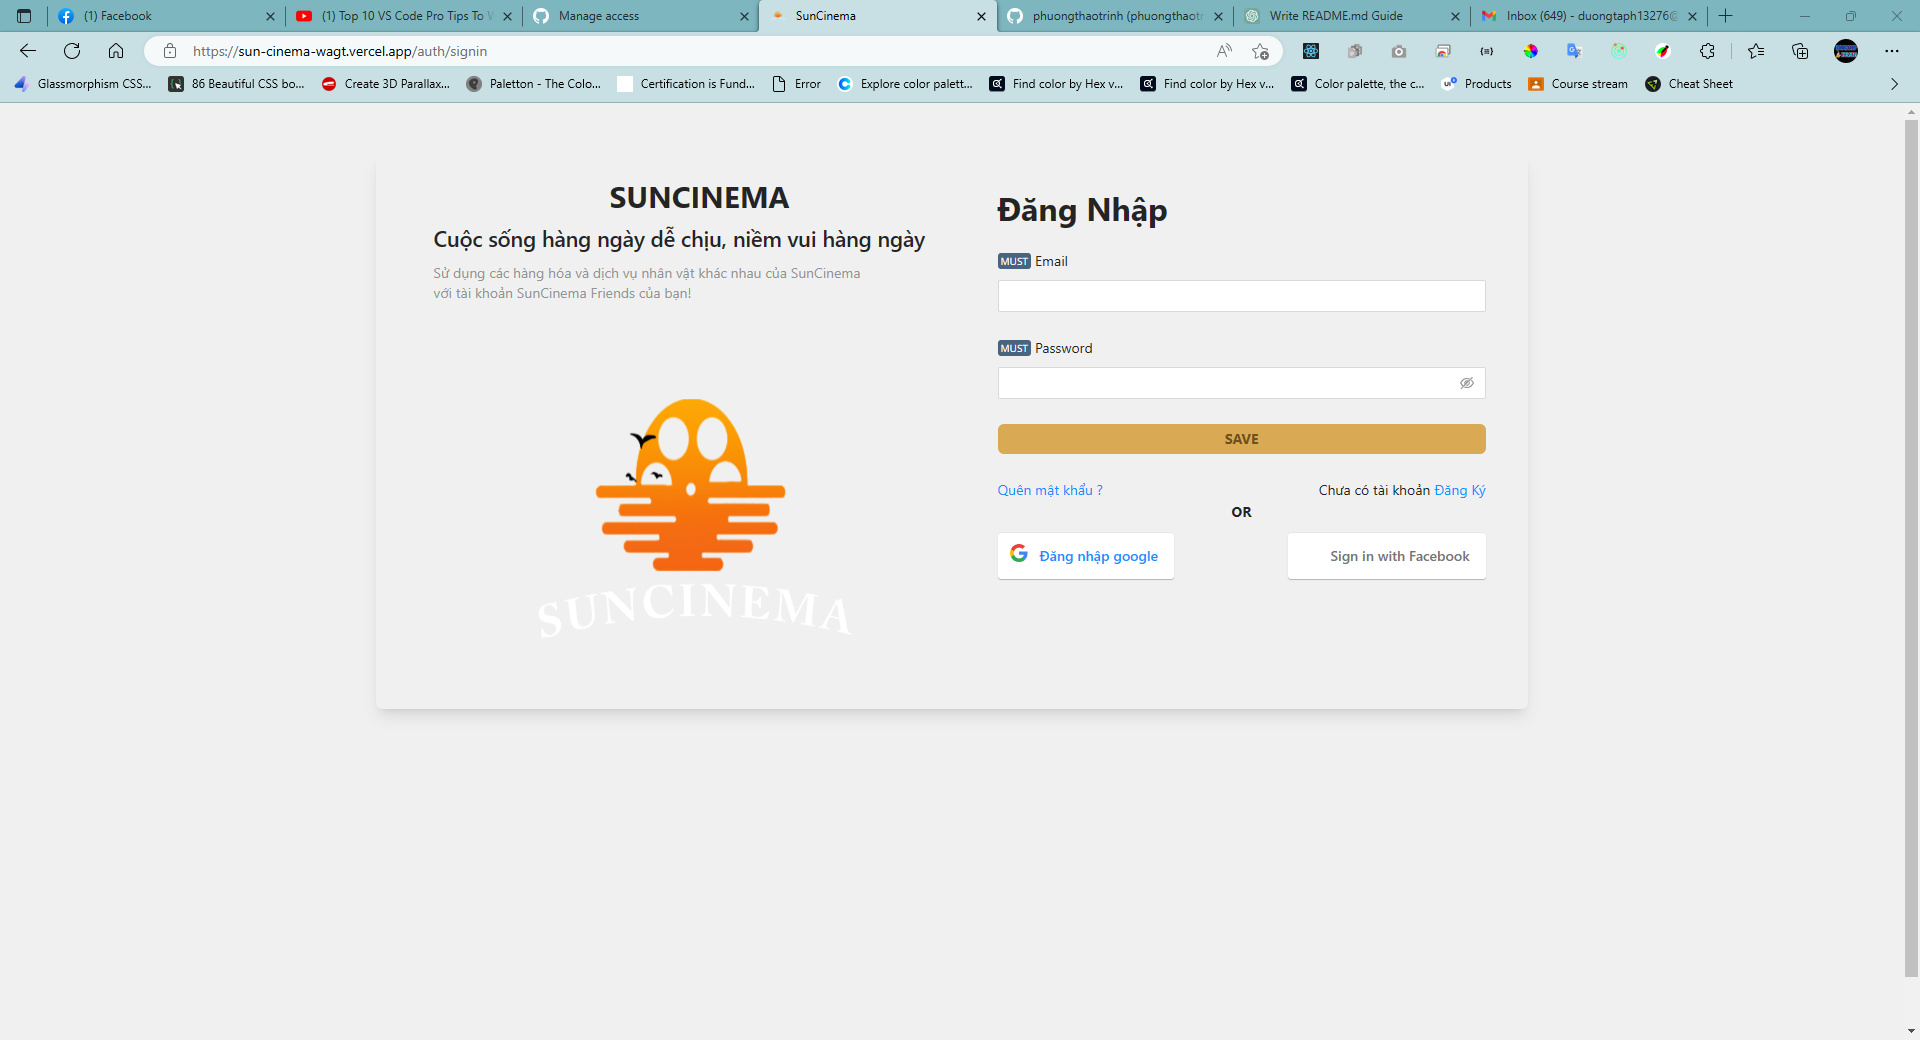 (1) Facebook
(1) Top 10 VS Code Pro Tips To
Manage access
SunCinema
phuongthaotrinh (phuongthaot
Write README.md Guide
Inbox (649) - duongtaph13276@
https://sun-cinema-wagt.vercel.app/auth/signin
Glassmorphism CSS...
86 Beautiful CSS bo...
Create 3D Parallax...
Paletton - The Colo...
Certification is Fund...
Error
Explore color palett...
Find color by Hex v...
Find color by Hex v...
Color palette, the c...
Products
Course stream
Cheat Sheet
SUNCINEMA
Cuộc sống hàng ngày dễ chịu, niềm vui hàng ngày
Sử dụng các hàng hóa và dịch vụ nhân vật khác nhau của SunCinema
với tài khoản SunCinema Friends của bạn!
SUNCINEMA
Đăng Nhập
MUST Email
MUST Password
SAVE
Quên mật khẩu ?
Chưa có tài khoản Đăng Ký
OR
Đăng nhập google
Sign in with Facebook